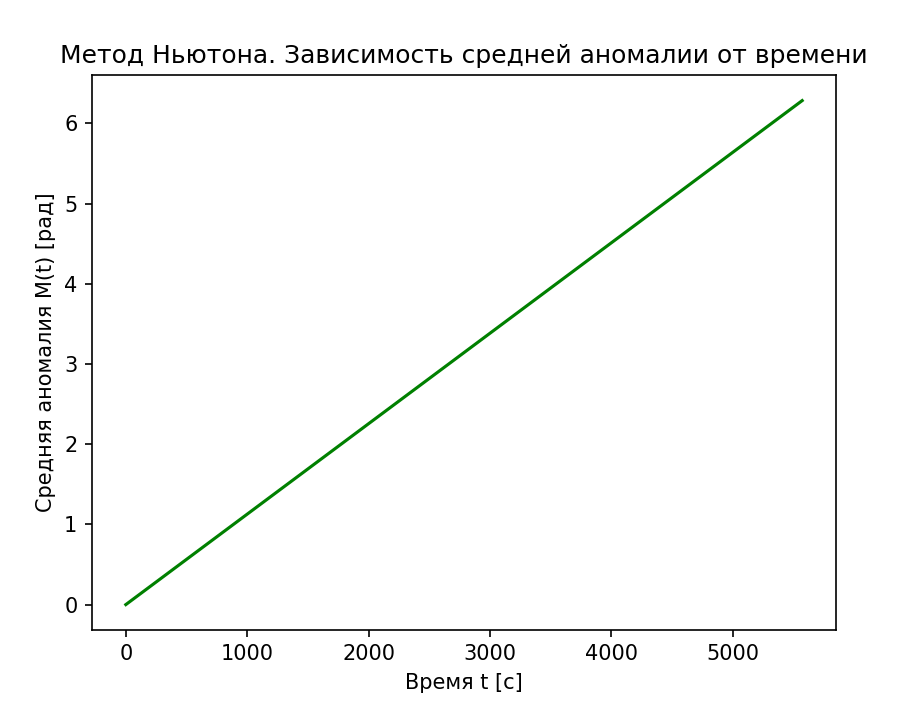 Метод Ньютона. Зависимость средней аномалии от времени
Средняя аномалия M(t) [рад]
6
5
4
3
2
1
0
0 1000 2000 3000 4000 5000
Время t [с]